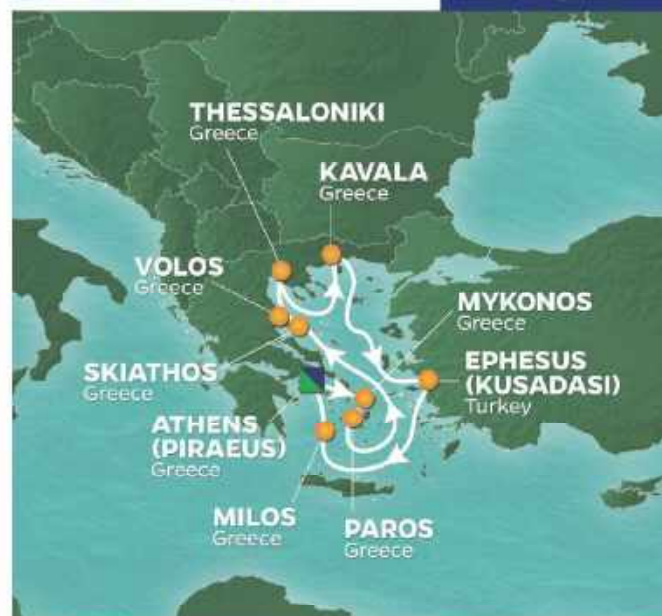 THESSALONIKI
Greece
KAVALA
Greece
VOLOS
Greece
MYKONOS
Greece
SKIATHOS
Greece
EPHESUS
(KUSADASI)
Turkey
ATHENS
(PIRAEUS)
Greece
MILOS
Greece
PAROS
Greece